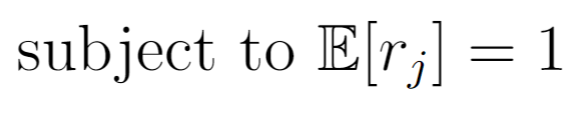 subject to 𝔼[r_j] = 1